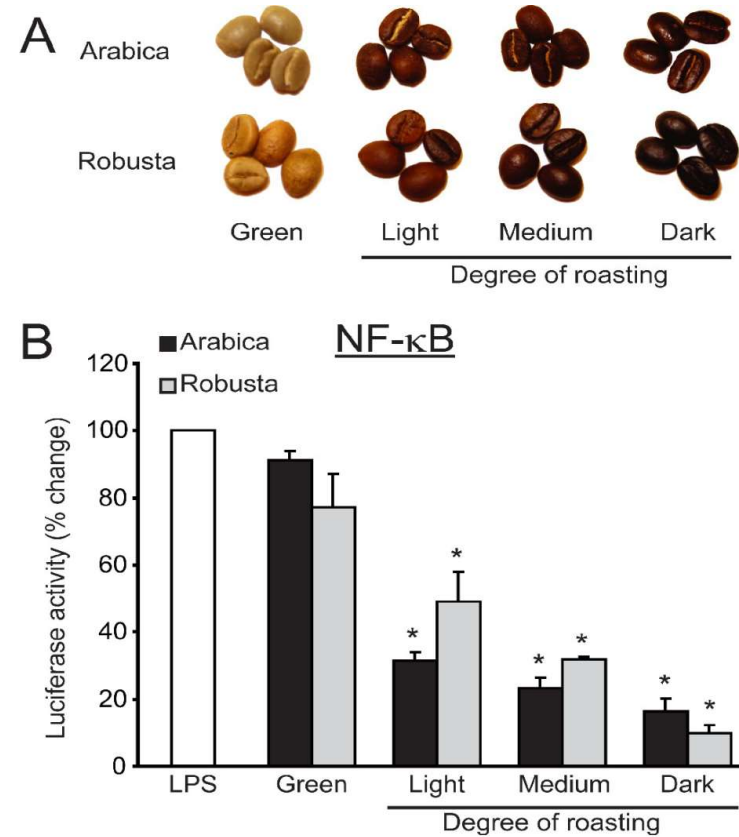 A
Arabica
Robusta
Green Light Medium Dark
Degree of roasting
B
NF-κB
Arabica
Robusta
Luciferase activity (% change)
120
100
80
60
40
20
0
* *
* *
* *
LPS Green Light Medium Dark
Degree of roasting